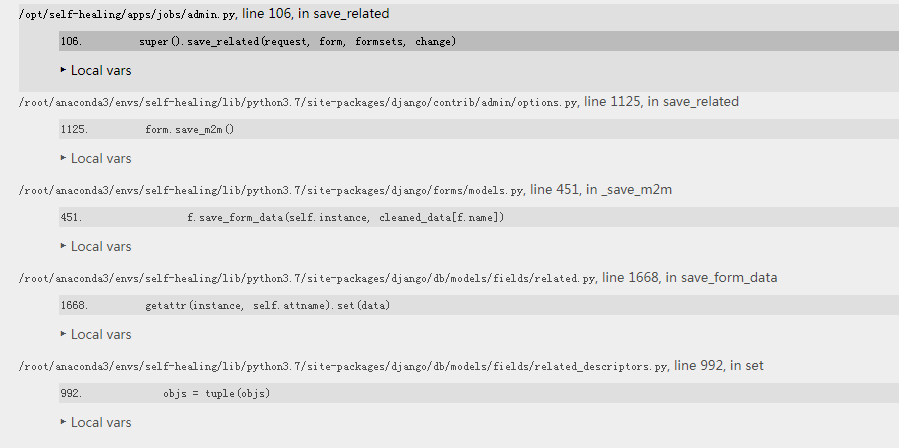 /opt/self-healing/apps/jobs/admin.py, line 106, in save_related
106. super().save_related(request, form, formsets, change)
▶ Local vars
/root/anaconda3/envs/self-healing/lib/python3.7/site-packages/django/contrib/admin/options.py, line 1125, in save_related
1125. form.save_m2m()
▶ Local vars
/root/anaconda3/envs/self-healing/lib/python3.7/site-packages/django/forms/models.py, line 451, in _save_m2m
451. f.save_form_data(self.instance, cleaned_data[f.name])
▶ Local vars
/root/anaconda3/envs/self-healing/lib/python3.7/site-packages/django/db/models/fields/related.py, line 1668, in save_form_data
1668. getattr(instance, self.attname).set(data)
▶ Local vars
/root/anaconda3/envs/self-healing/lib/python3.7/site-packages/django/db/models/fields/related_descriptors.py, line 992, in set
992. objs = tuple(objs)
▶ Local vars